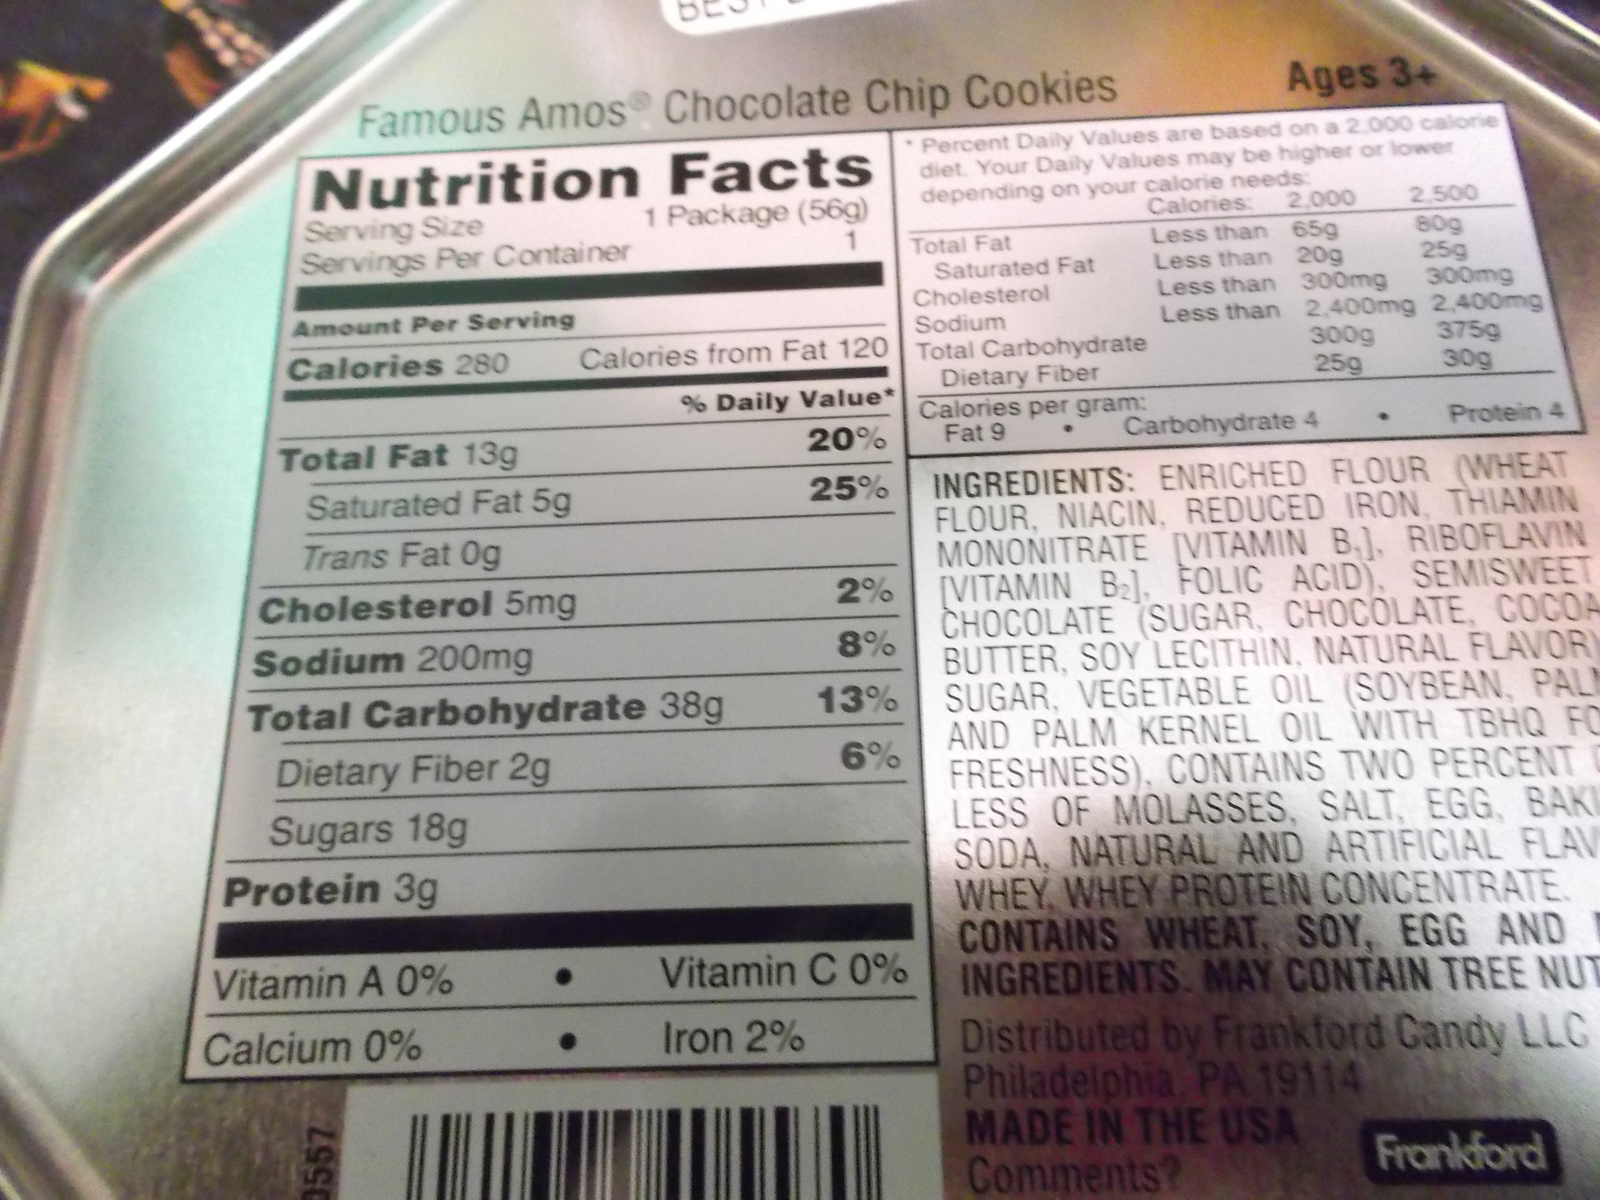 Famous Amos® Chocolate Chip Cookies
Ages 3+
Nutrition Facts
Serving Size 1 Package (56g)
Servings Per Container 1
Amount Per Serving
Calories 280 Calories from Fat 120
% Daily Value*
Total Fat 13g 20%
Saturated Fat 5g 25%
Trans Fat 0g
Cholesterol 5mg 2%
Sodium 200mg 8%
Total Carbohydrate 38g 13%
Dietary Fiber 2g 6%
Sugars 18g
Protein 3g
Vitamin A 0% • Vitamin C 0%
Calcium 0% • Iron 2%
* Percent Daily Values are based on a 2,000 calorie
diet. Your Daily Values may be higher or lower
depending on your calorie needs:
Calories: 2,000 2,500
Total Fat Less than 65g 80g
Saturated Fat Less than 20g 25g
Cholesterol Less than 300mg 300mg
Sodium Less than 2,400mg 2,400mg
Total Carbohydrate 300g 375g
Dietary Fiber 25g 30g
Calories per gram:
Fat 9 • Carbohydrate 4 • Protein 4
INGREDIENTS: ENRICHED FLOUR (WHEAT
FLOUR, NIACIN, REDUCED IRON, THIAMIN
MONONITRATE [VITAMIN B₁], RIBOFLAVIN
[VITAMIN B₂], FOLIC ACID), SEMISWEET
CHOCOLATE (SUGAR, CHOCOLATE, COCOA
BUTTER, SOY LECITHIN, NATURAL FLAVOR)
SUGAR, VEGETABLE OIL (SOYBEAN,
AND PALM KERNEL OIL WITH TBHQ
FRESHNESS), CONTAINS TWO PERCENT
LESS OF MOLASSES, SALT, EGG,
SODA, NATURAL AND ARTIFICIAL
WHEY, WHEY PROTEIN CONCENTRATE.
CONTAINS WHEAT, SOY, EGG AND
INGREDIENTS. MAY CONTAIN TREE
Distributed by Frankford Candy LLC
Philadelphia, PA 19114
MADE IN THE USA
Comments?
Frankford